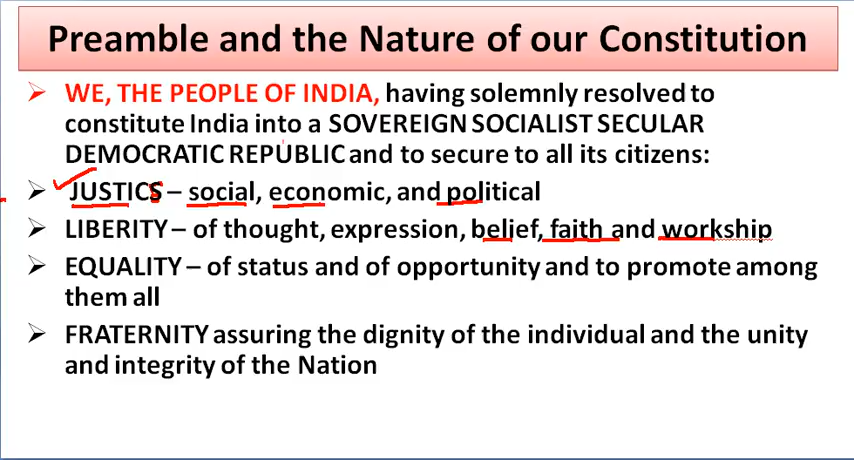 Preamble and the Nature of our Constitution
WE, THE PEOPLE OF INDIA, having solemnly resolved to
constitute India into a SOVEREIGN SOCIALIST SECULAR
DEMOCRATIC REPUBLIC and to secure to all its citizens:
JUSTICS – social, economic, and political
LIBERITY – of thought, expression, belief, faith and workship
EQUALITY – of status and of opportunity and to promote among
them all
FRATERNITY assuring the dignity of the individual and the unity
and integrity of the Nation